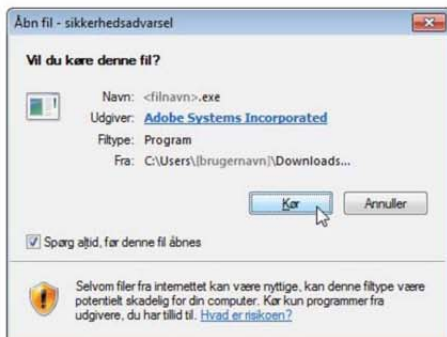 Åbn fil - sikkerhedsadvarsel
Vil du køre denne fil?
Navn: <filnavn>.exe
Udgiver: Adobe Systems Incorporated
Filtype: Program
Fra: C:\Users\[brugernavn]\Downloads...
Kør
Annuller
Spørg altid, før denne fil åbnes
Selvom filer fra internettet kan være nyttige, kan denne filtype være
potentielt skadelig for din computer. Kør kun programmer fra
udgivere, du har tillid til. Hvad er risikoen?